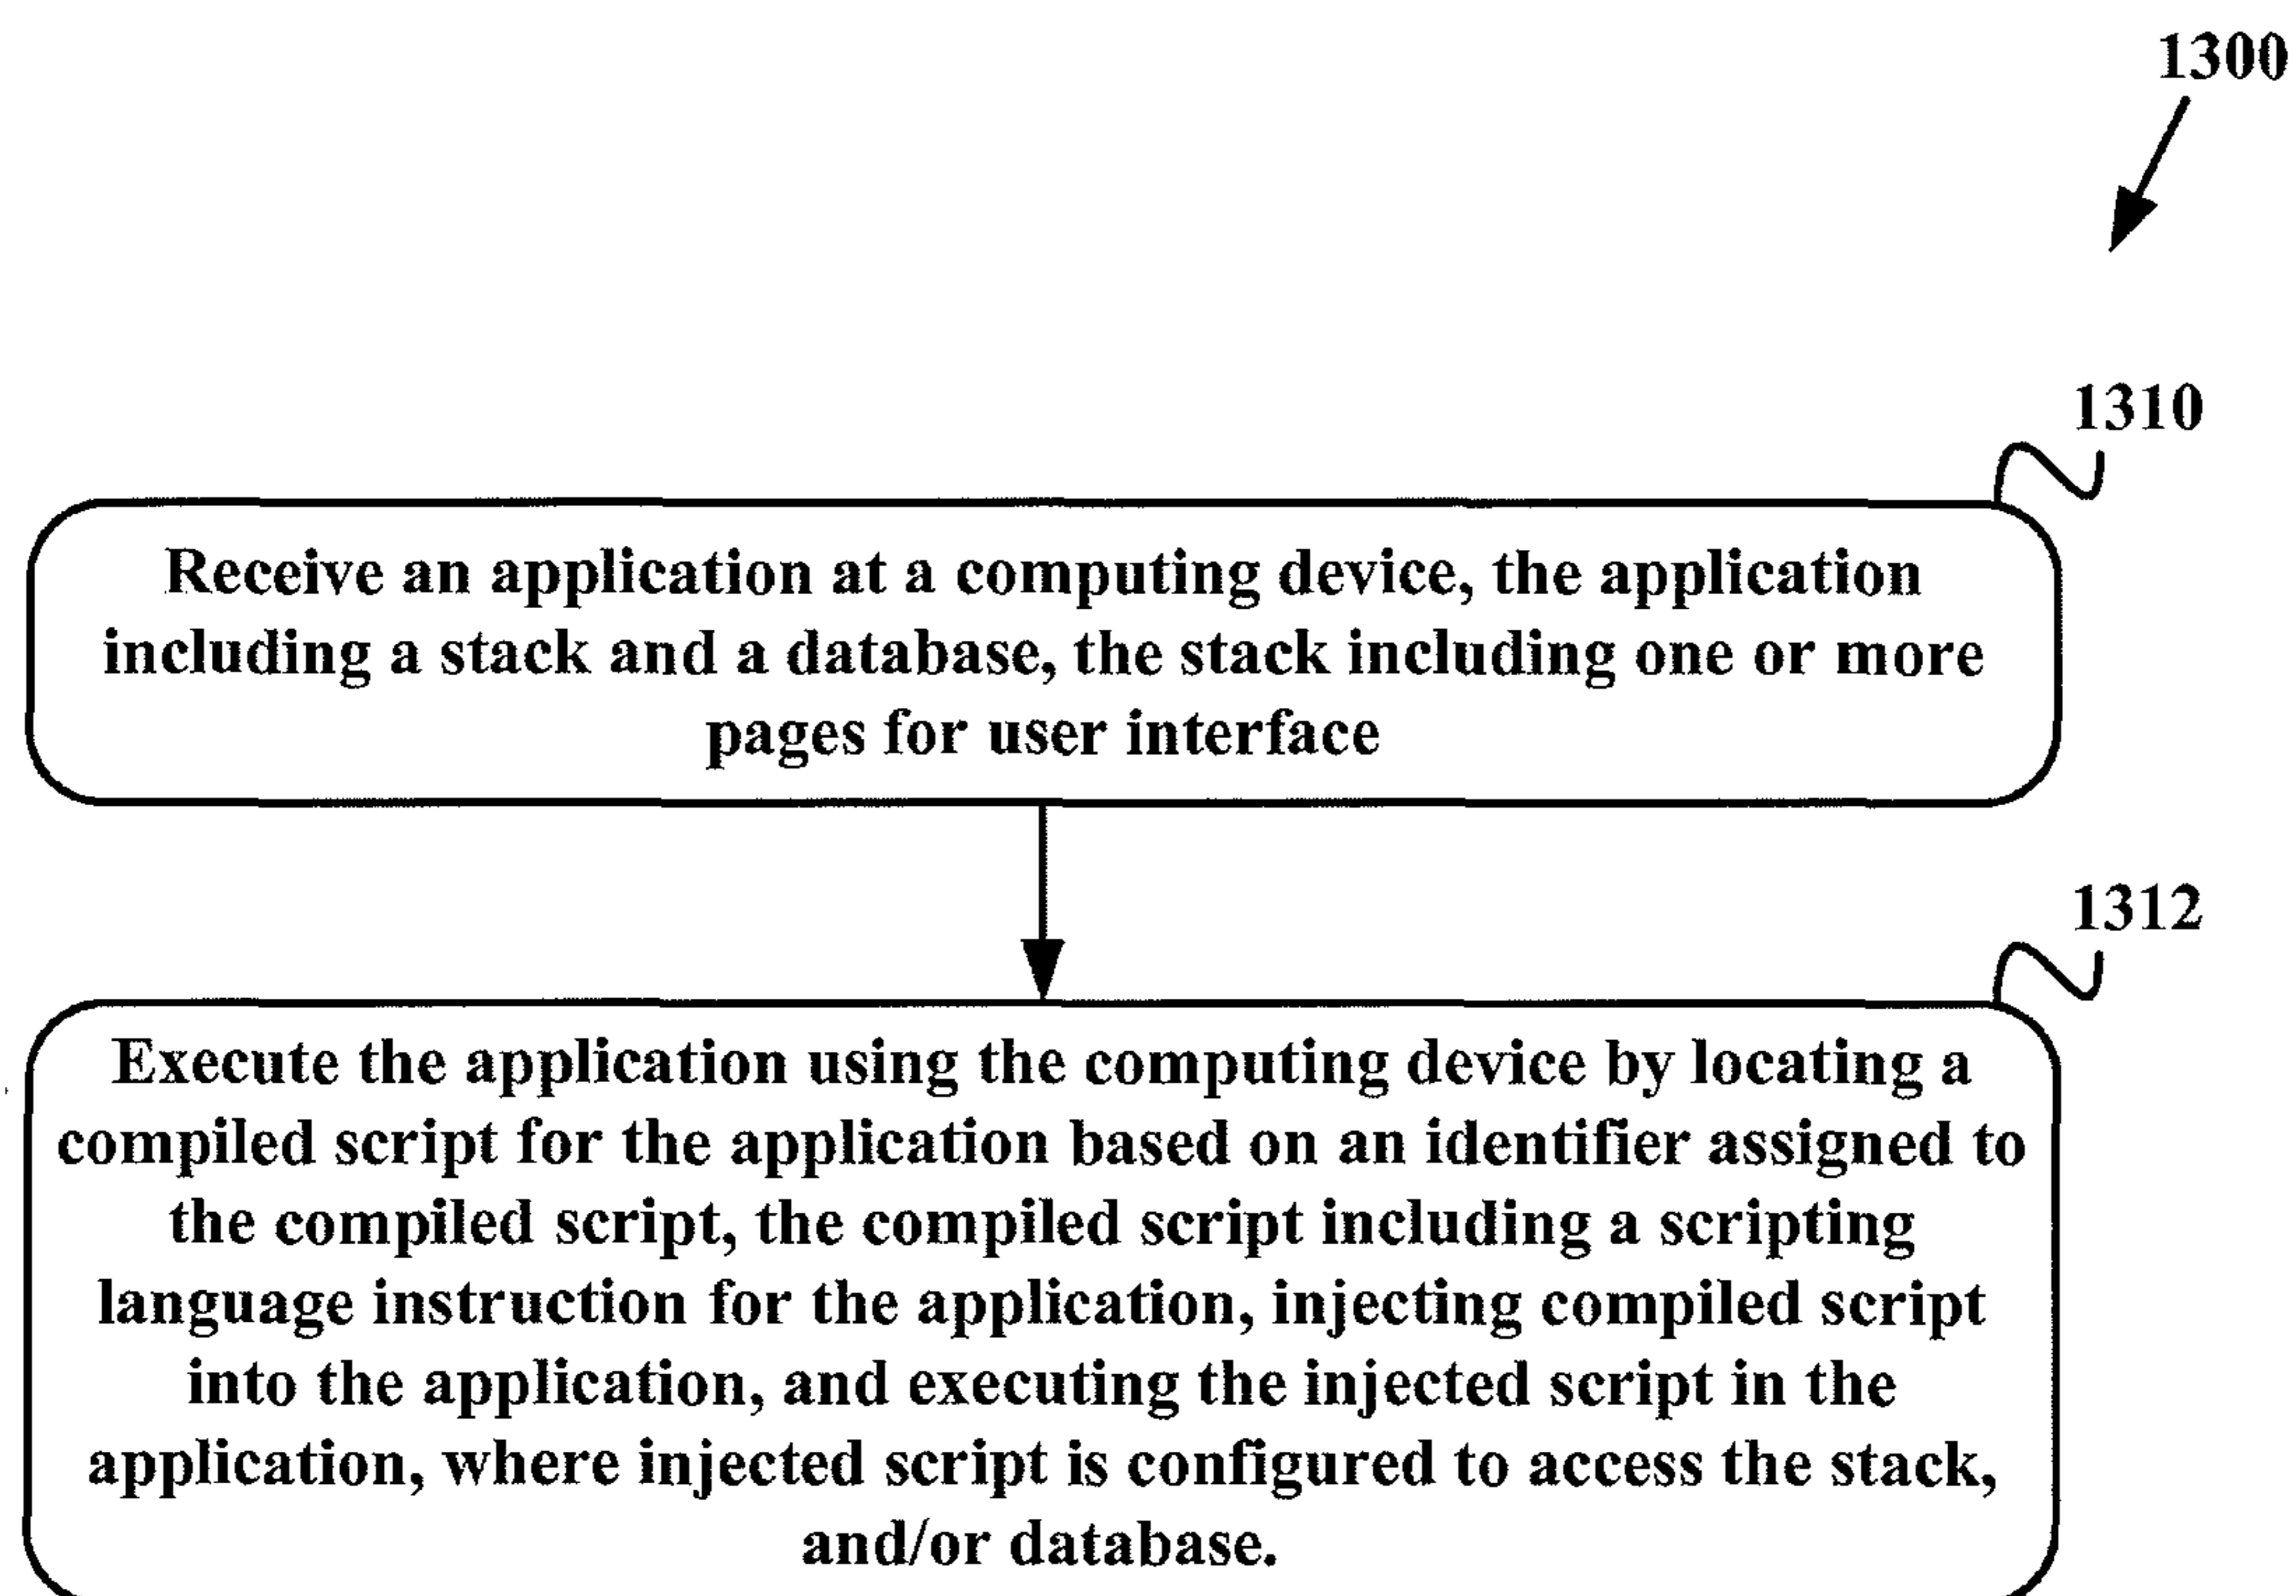 1300
1310
Receive an application at a computing device, the application
including a stack and a database, the stack including one or more
pages for user interface
1312
Execute the application using the computing device by locating a
compiled script for the application based on an identifier assigned to
the compiled script, the compiled script including a scripting
language instruction for the application, injecting compiled script
into the application, and executing the injected script in the
application, where injected script is configured to access the stack,
and/or database.